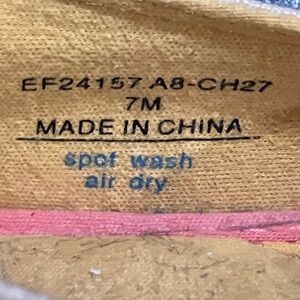 EF24157 A8-CH27
7M
MADE IN CHINA
spot wash
air dry